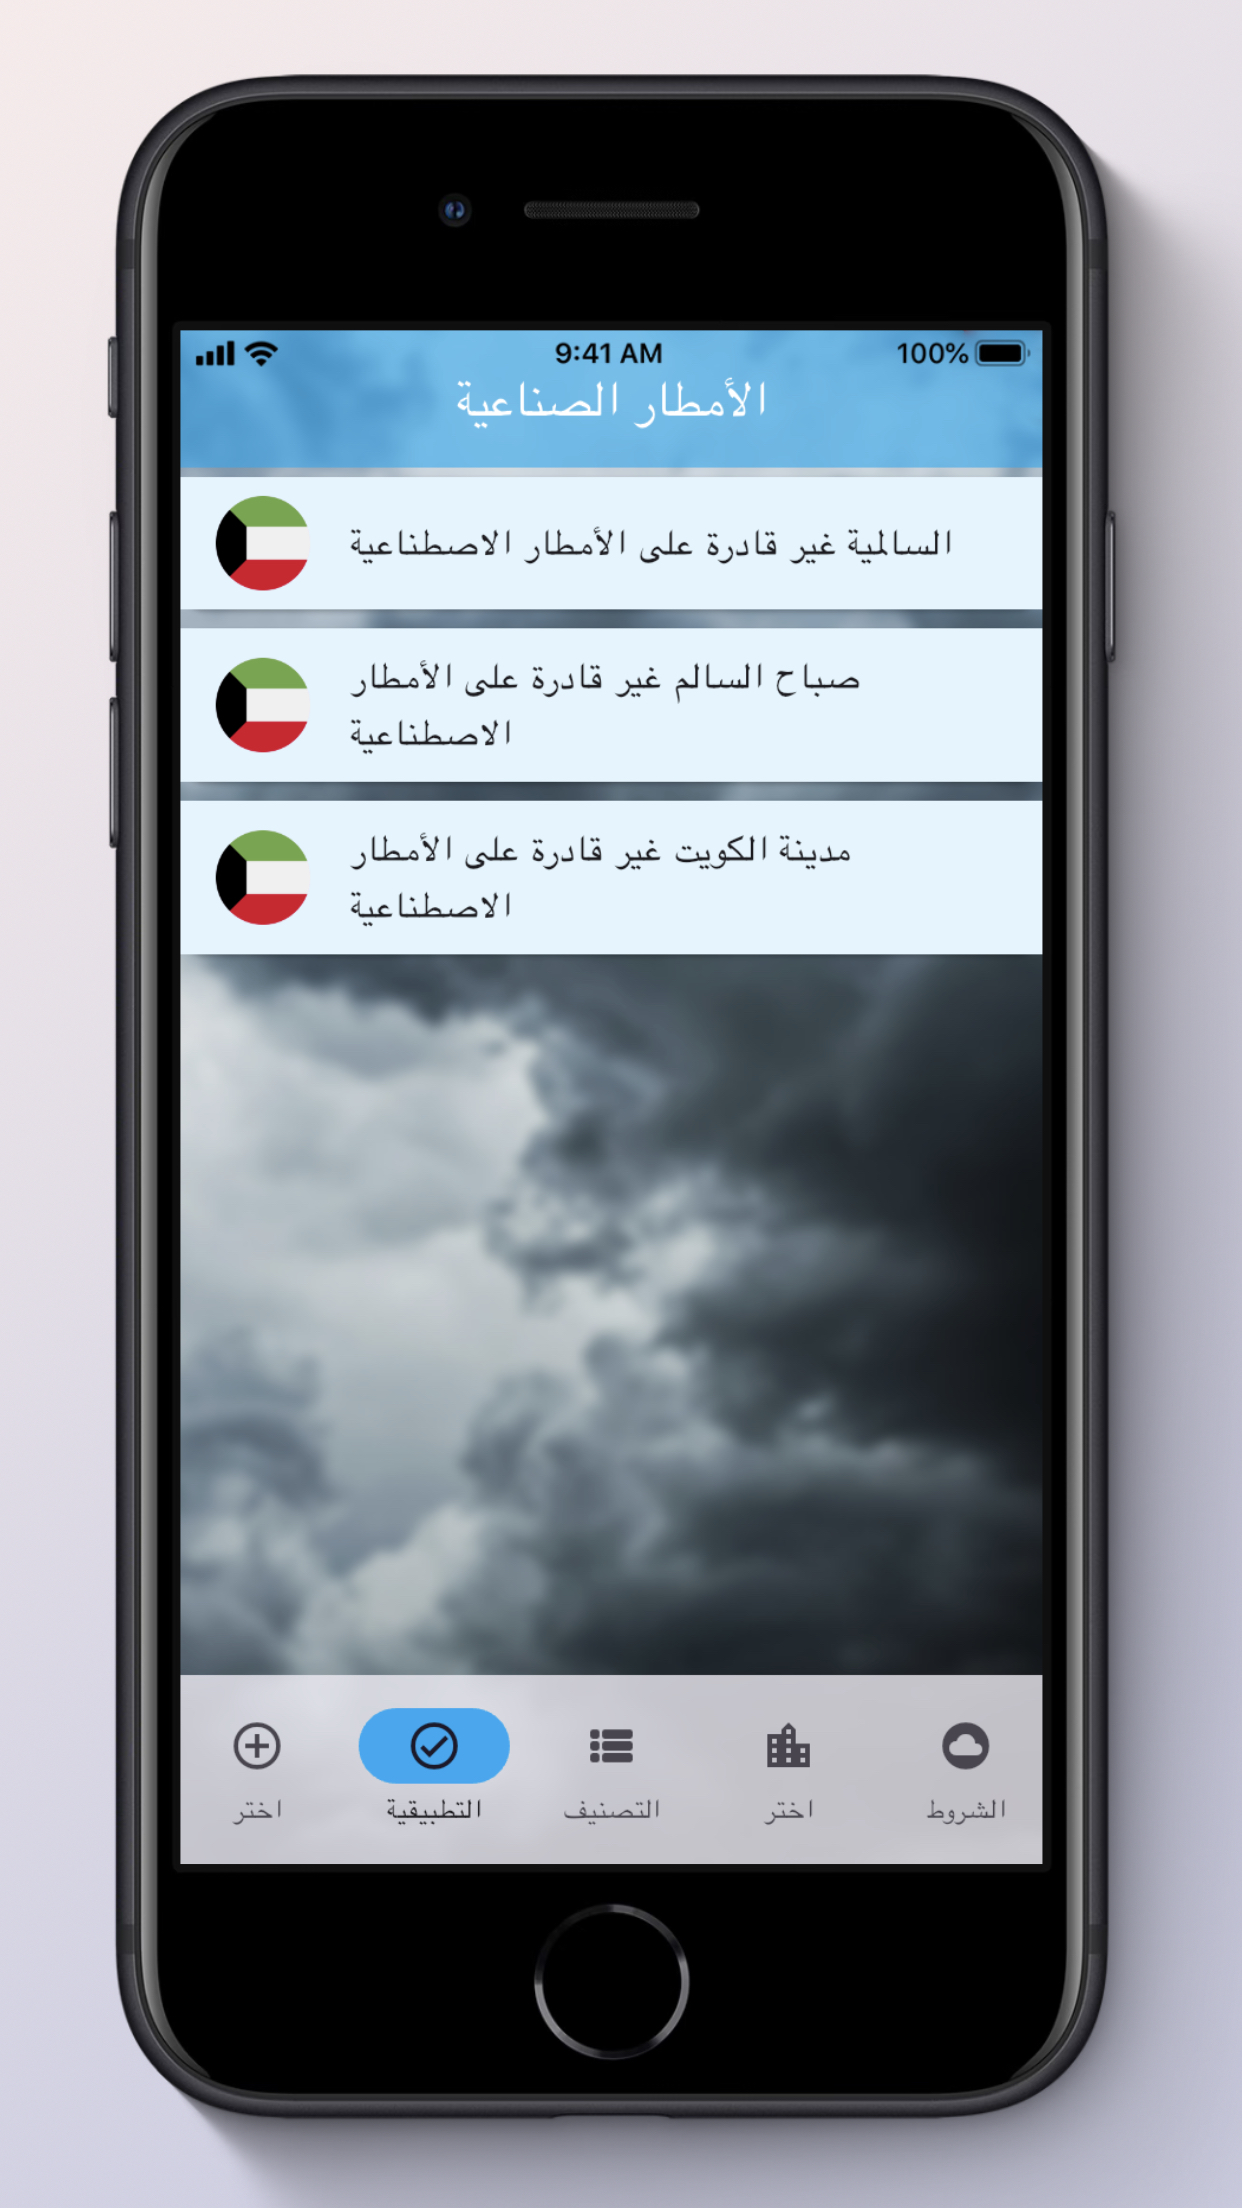 9:41 AM
100%
الأمطار الصناعية
السالمية غير قادرة على الأمطار الاصطناعية
صباح السالم غير قادرة على الأمطار
الاصطناعية
مدينة الكويت غير قادرة على الأمطار
الاصطناعية
الشروط
اختر
التصنيف
التطبيقية
اختر